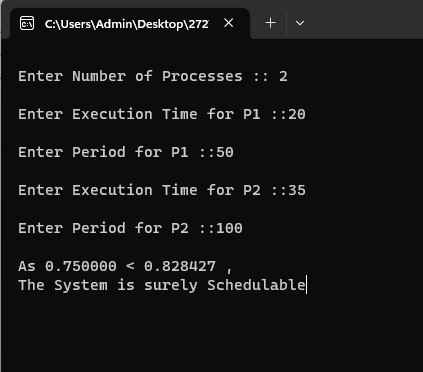 C:\Users\Admin\Desktop\272
Enter Number of Processes :: 2
Enter Execution Time for P1 ::20
Enter Period for P1 ::50
Enter Execution Time for P2 ::35
Enter Period for P2 ::100
As 0.750000 < 0.828427 ,
The System is surely Schedulable